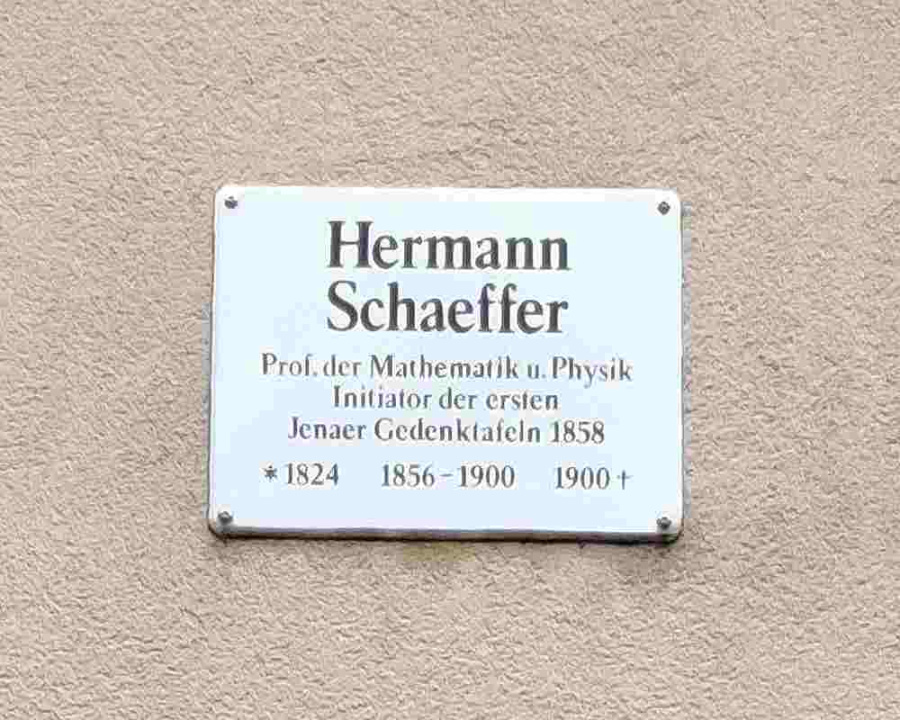 Hermann
Schaeffer
Prof. der Mathematik u. Physik
Initiator der ersten
Jenaer Gedenktafeln 1858
* 1824 1856 - 1900 1900 †